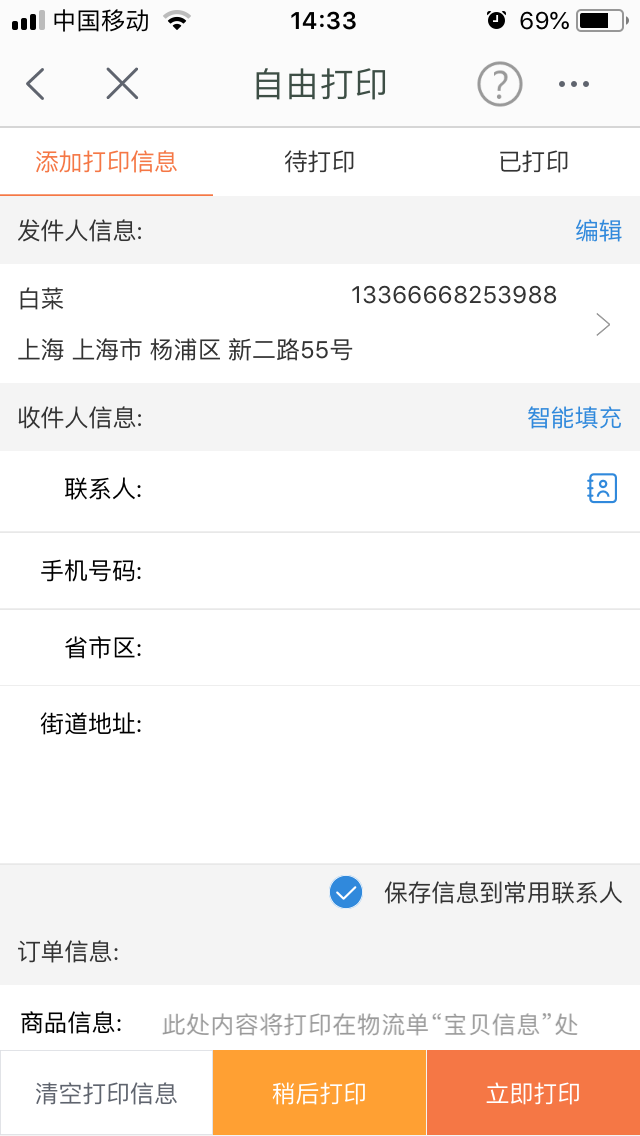 中国移动 14:33 69%
自由打印 ?
添加打印信息 待打印 已打印
发件人信息: 编辑
白菜 13366668253988
上海 上海市 杨浦区 新二路55号
收件人信息: 智能填充
联系人:
手机号码:
省市区:
街道地址:
保存信息到常用联系人
订单信息:
商品信息: 此处内容将打印在物流单“宝贝信息”处
清空打印信息 稍后打印 立即打印